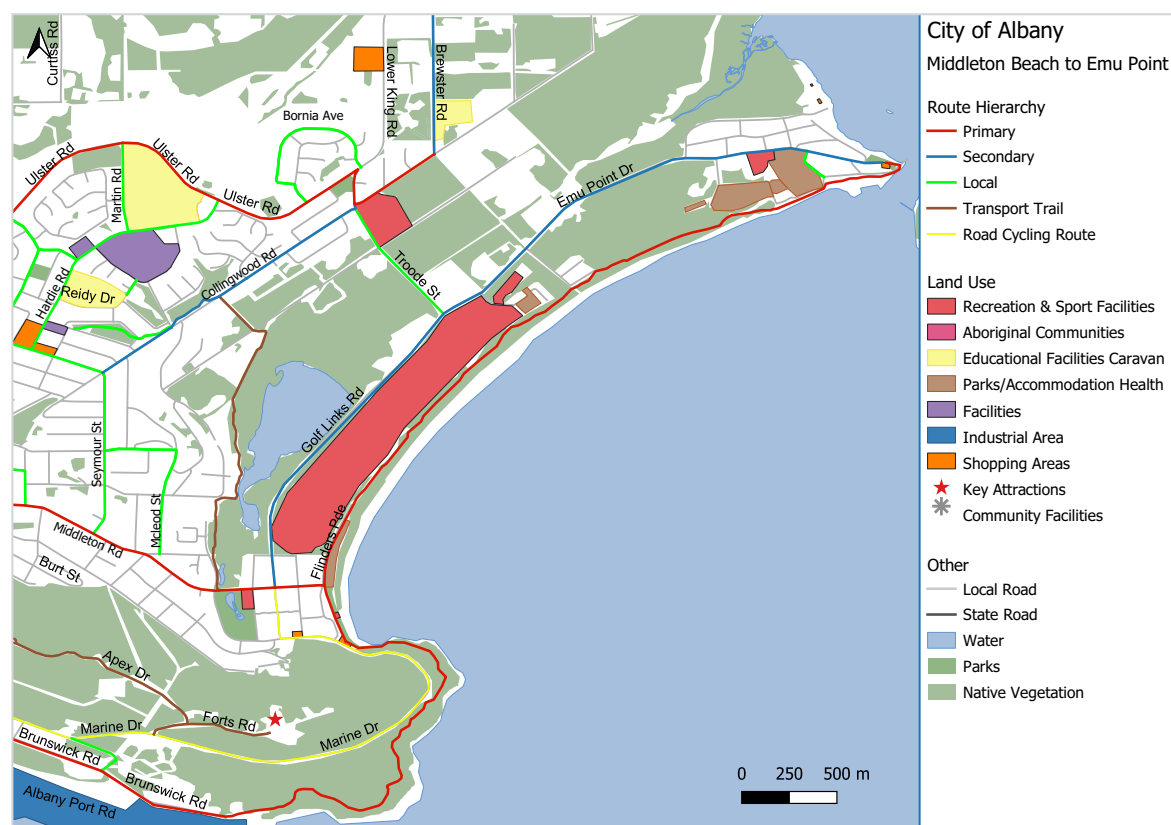 City of Albany
Middleton Beach to Emu Point
Route Hierarchy
Primary
Secondary
Local
Transport Trail
Road Cycling Route
Land Use
Recreation & Sport Facilities
Aboriginal Communities
Educational Facilities Caravan
Parks/Accommodation Health
Facilities
Industrial Area
Shopping Areas
Key Attractions
Community Facilities
Other
Local Road
State Road
Water
Parks
Native Vegetation
Curtiss Rd
Lower King Rd
Brewster Rd
Bornia Ave
Ulster Rd
Ulster Rd
Ulster Rd
Martin Rd
Emu Point Dr
Collingwood Rd
Troode St
Hardie Rd
Reidy Dr
Golf Links Rd
Seymour St
Mcleod St
Middleton Rd
Flinders Pde
Burt St
Apex Dr
Forts Rd
Marine Dr
Marine Dr
Brunswick Rd
Brunswick Rd
Albany Port Rd
0 250 500 m